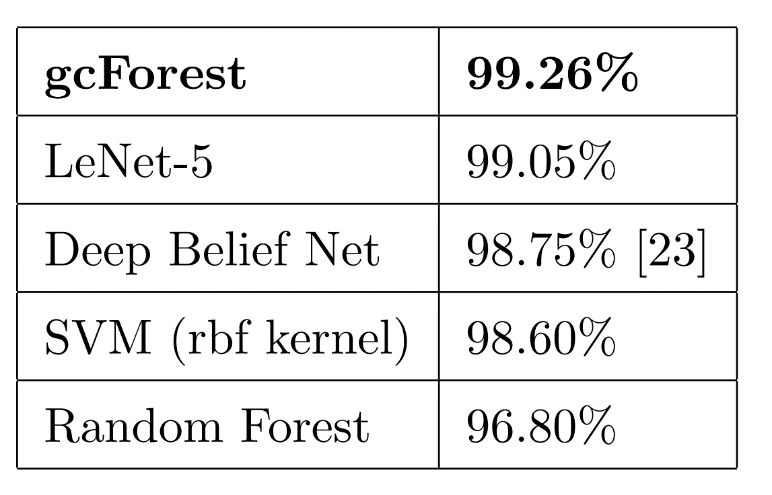 gcForest 99.26%
LeNet-5 99.05%
Deep Belief Net 98.75% [23]
SVM (rbf kernel) 98.60%
Random Forest 96.80%